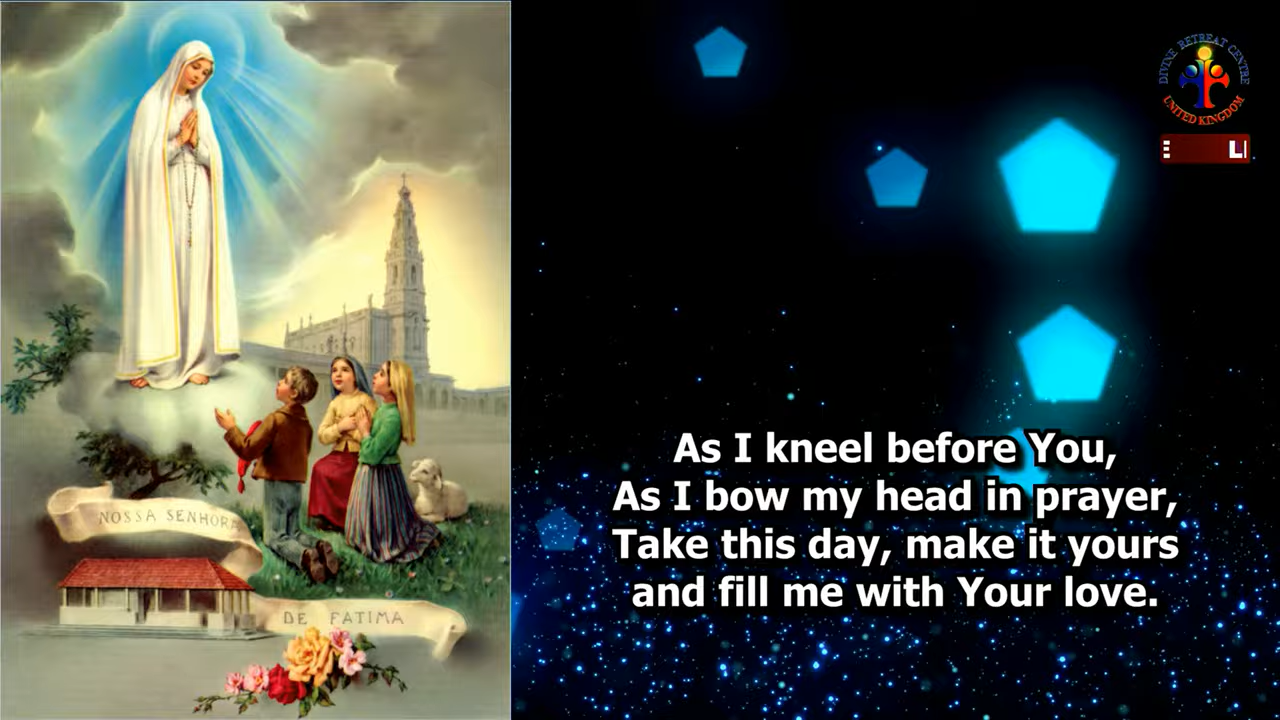 NOSSA SENHORA
DE FATIMA
DIVINE RETREAT CENTRE
UNITED KINGDOM
As I kneel before You,
As I bow my head in prayer,
Take this day, make it yours
and fill me with Your love.